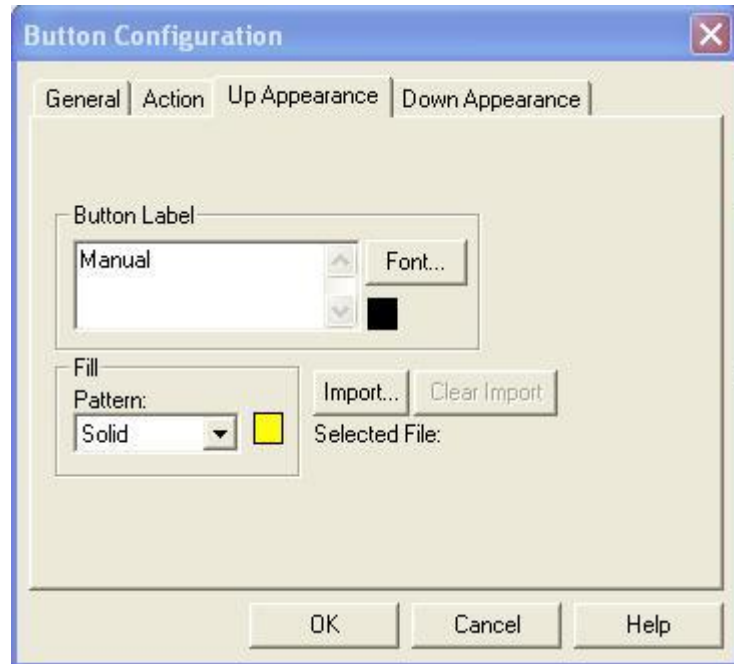 Button Configuration
General Action Up Appearance Down Appearance
Button Label
Manual
Font...
Fill
Pattern:
Solid
Import... Clear Import
Selected File:
OK Cancel Help